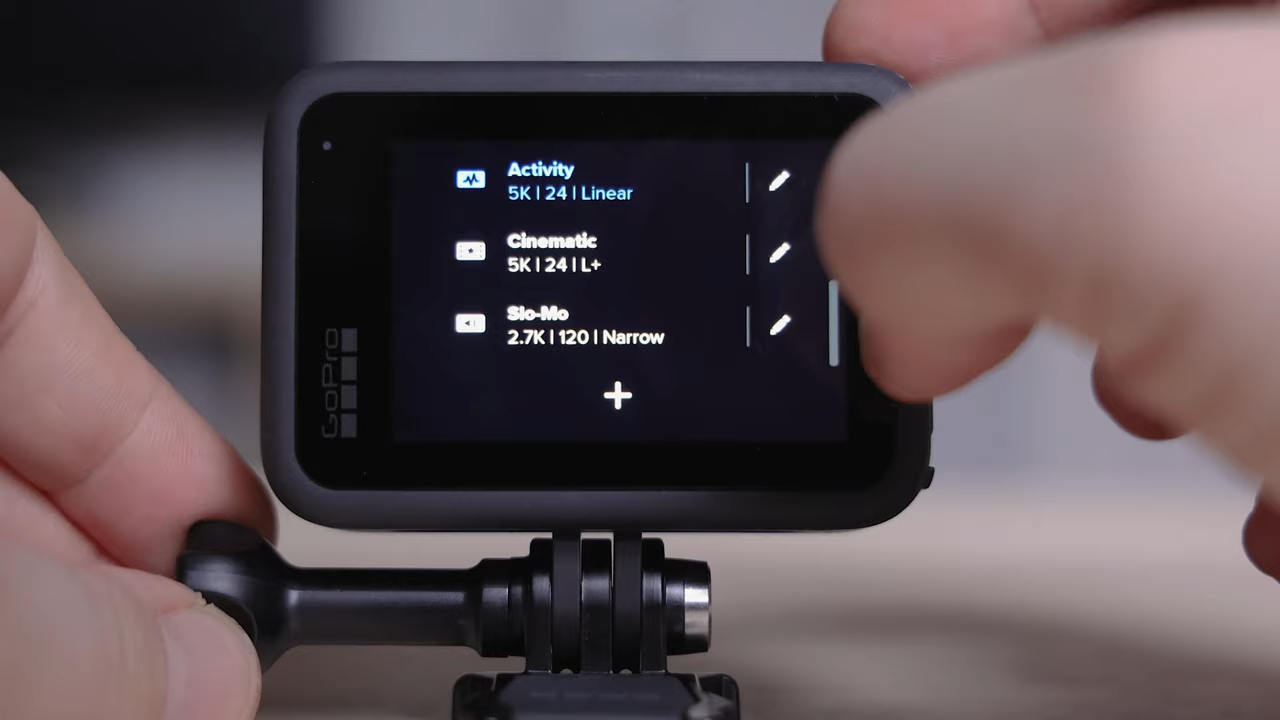 Activity
5K | 24 | Linear
Cinematic
5K | 24 | L+
Slo-Mo
2.7K | 120 | Narrow
GoPro